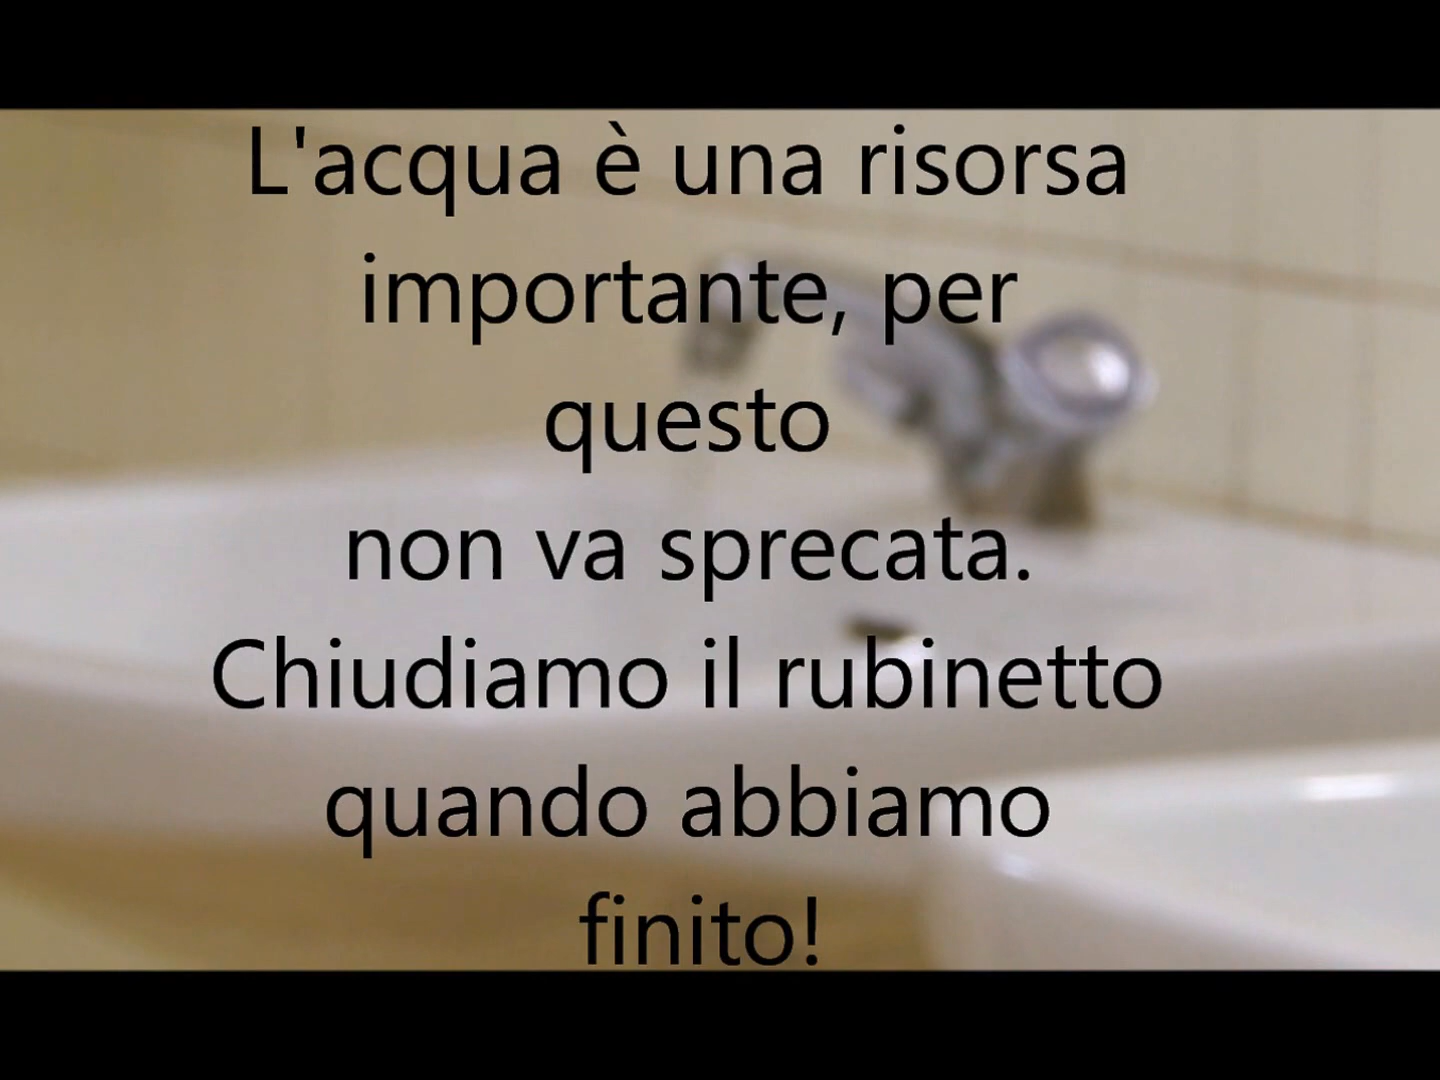 L'acqua è una risorsa
importante, per
questo
non va sprecata.
Chiudiamo il rubinetto
quando abbiamo
finito!